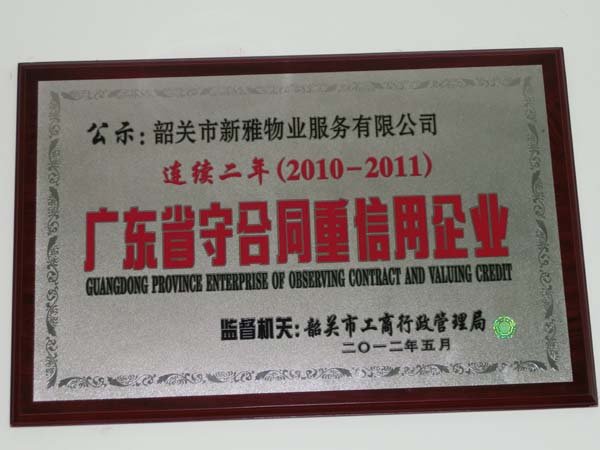 公示：韶关市新雅物业服务有限公司
连续二年(2010-2011)
广东省守合同重信用企业
GUANGDONG PROVINCE ENTERPRISE OF OBSERVING CONTRACT AND VALUING CREDIT
监督机关：韶关市工商行政管理局
二〇一二年五月